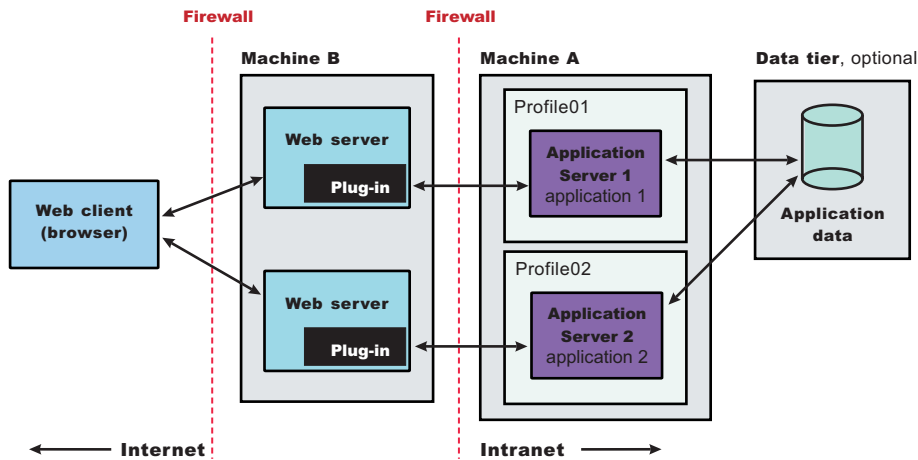 Firewall
Firewall
Machine B
Machine A
Data tier, optional
Web client
(browser)
Web server
Plug-in
Web server
Plug-in
Profile01
Application
Server 1
application 1
Profile02
Application
Server 2
application 2
Application
data
Internet
Intranet